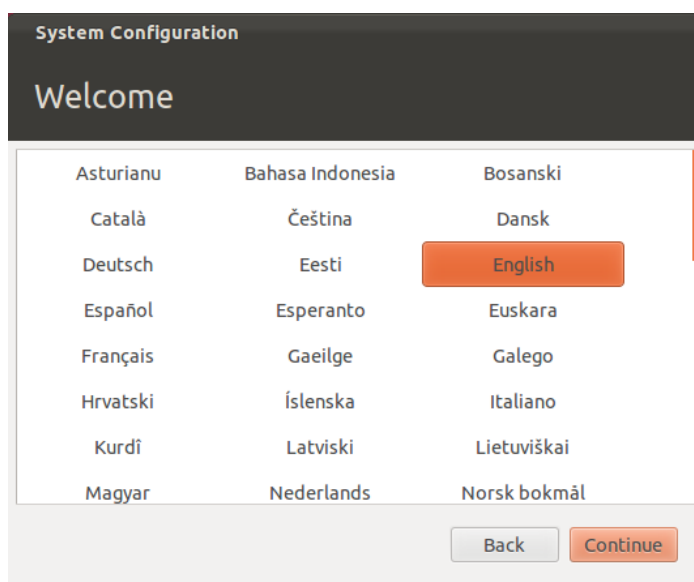 System Configuration
Welcome
Asturianu Bahasa Indonesia Bosanski
Català Čeština Dansk
Deutsch Eesti English
Español Esperanto Euskara
Français Gaeilge Galego
Hrvatski Íslenska Italiano
Kurdî Latviski Lietuviškai
Magyar Nederlands Norsk bokmål
Back Continue